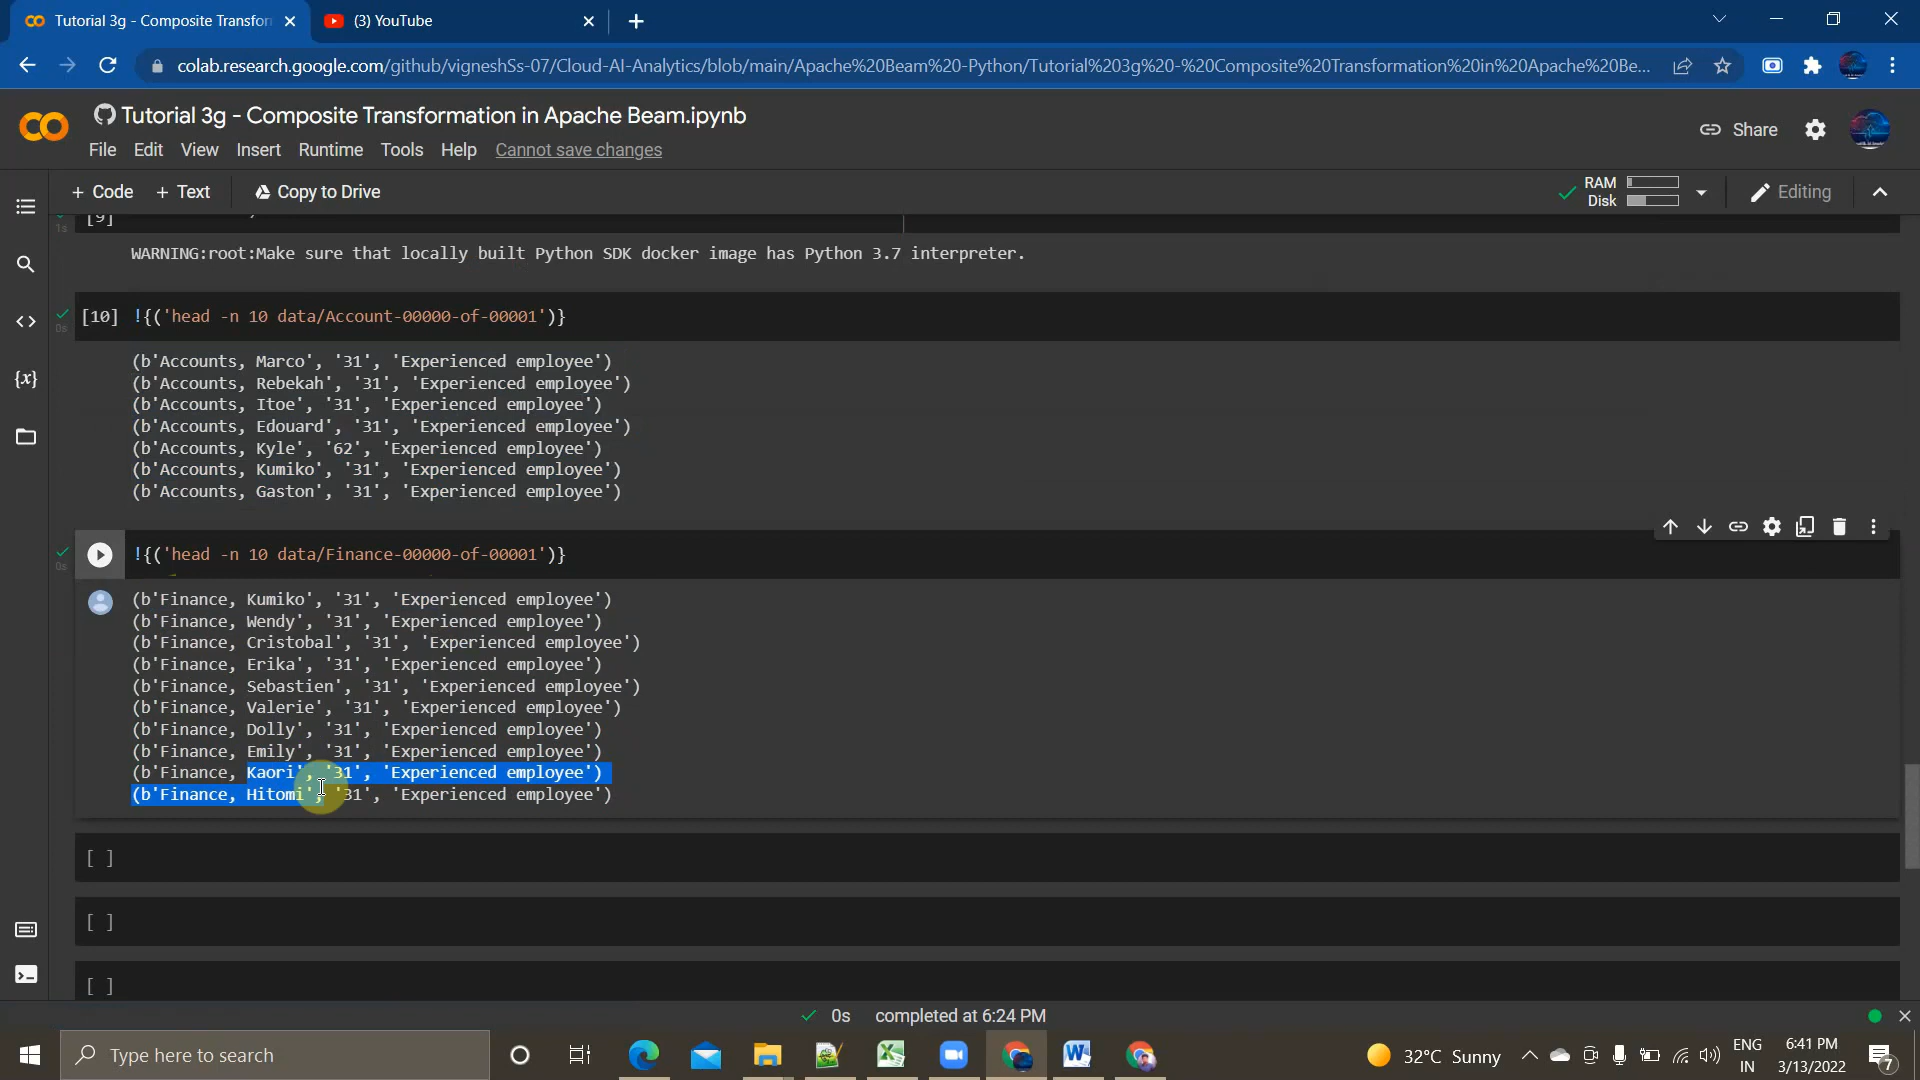 Tutorial 3g - Composite Transfor
(3) YouTube
colab.research.google.com/github/vigneshSs-07/Cloud-AI-Analytics/blob/main/Apache%20Beam%20-Python/Tutorial%203g%20-%20Composite%20Transformation%20in%20Apache%20Be...
Tutorial 3g - Composite Transformation in Apache Beam.ipynb
File Edit View Insert Runtime Tools Help Cannot save changes
Share
+ Code + Text Copy to Drive
RAM
Disk
Editing
[9]
1s
WARNING:root:Make sure that locally built Python SDK docker image has Python 3.7 interpreter.
[10] !{('head -n 10 data/Account-00000-of-00001')}
0s
(b'Accounts, Marco', '31', 'Experienced employee')
(b'Accounts, Rebekah', '31', 'Experienced employee')
(b'Accounts, Itoe', '31', 'Experienced employee')
(b'Accounts, Edouard', '31', 'Experienced employee')
(b'Accounts, Kyle', '62', 'Experienced employee')
(b'Accounts, Kumiko', '31', 'Experienced employee')
(b'Accounts, Gaston', '31', 'Experienced employee')
!{('head -n 10 data/Finance-00000-of-00001')}
0s
(b'Finance, Kumiko', '31', 'Experienced employee')
(b'Finance, Wendy', '31', 'Experienced employee')
(b'Finance, Cristobal', '31', 'Experienced employee')
(b'Finance, Erika', '31', 'Experienced employee')
(b'Finance, Sebastien', '31', 'Experienced employee')
(b'Finance, Valerie', '31', 'Experienced employee')
(b'Finance, Dolly', '31', 'Experienced employee')
(b'Finance, Emily', '31', 'Experienced employee')
(b'Finance, Kaori', '31', 'Experienced employee')
(b'Finance, Hitomi', '31', 'Experienced employee')
[ ]
[ ]
[ ]
0s completed at 6:24 PM
Type here to search
32°C Sunny
ENG
IN
6:41 PM
3/13/2022
7